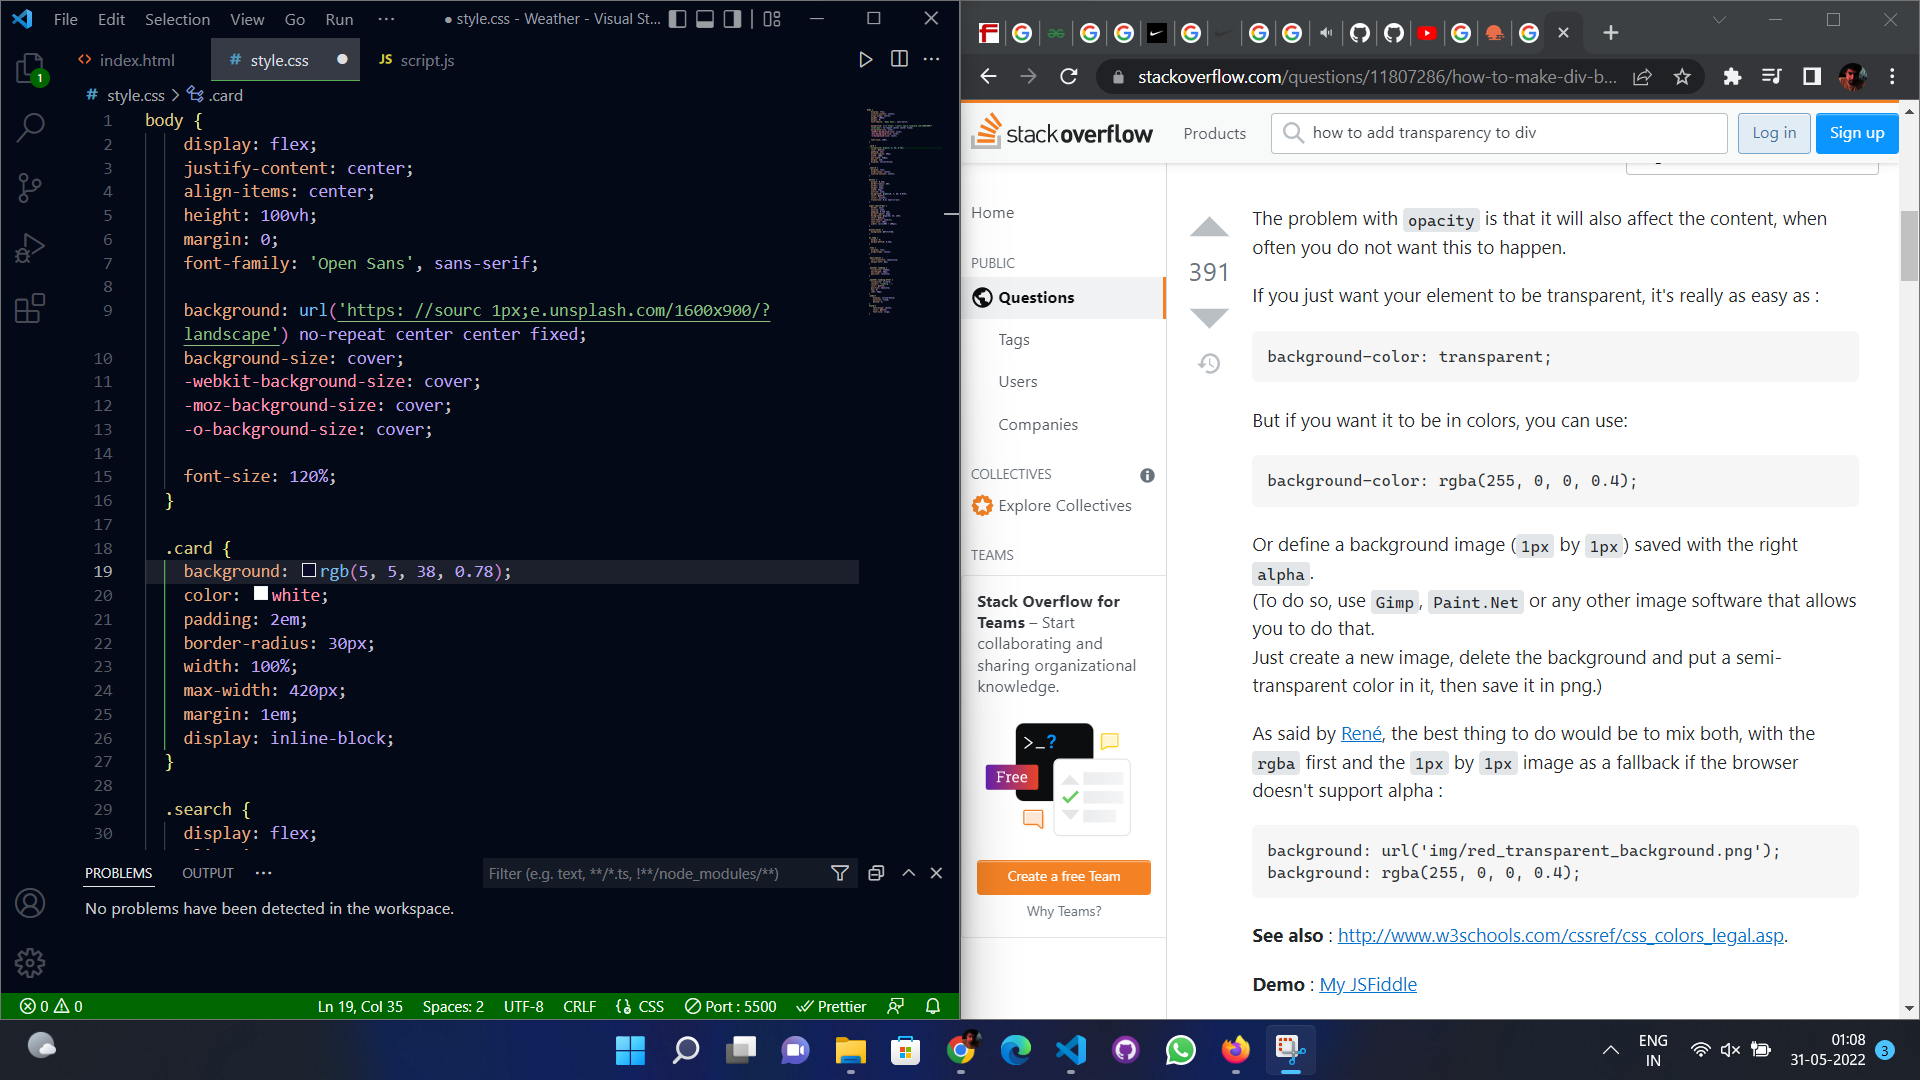 File Edit Selection View Go Run ··· ● style.css - Weather - Visual St...
index.html
# style.css ●
JS script.js
# style.css > .card
1 body {
2 display: flex;
3 justify-content: center;
4 align-items: center;
5 height: 100vh;
6 margin: 0;
7 font-family: 'Open Sans', sans-serif;
8
9 background: url('https: //sourc 1px;e.unsplash.com/1600x900/?
landscape') no-repeat center center fixed;
10 background-size: cover;
11 -webkit-background-size: cover;
12 -moz-background-size: cover;
13 -o-background-size: cover;
14
15 font-size: 120%;
16 }
17
18 .card {
19 background: rgb(5, 5, 38, 0.78);
20 color: white;
21 padding: 2em;
22 border-radius: 30px;
23 width: 100%;
24 max-width: 420px;
25 margin: 1em;
26 display: inline-block;
27 }
28
29 .search {
30 display: flex;
1
PROBLEMS OUTPUT ···
Filter (e.g. text, **/*.ts, !**/node_modules/**)
No problems have been detected in the workspace.
0 0 Ln 19, Col 35 Spaces: 2 UTF-8 CRLF {} CSS Port : 5500 Prettier
stackoverflow.com/questions/11807286/how-to-make-div-b...
stackoverflow Products how to add transparency to div Log in Sign up
Home
PUBLIC
Questions
Tags
Users
Companies
COLLECTIVES
Explore Collectives
TEAMS
Stack Overflow for
Teams – Start
collaborating and
sharing organizational
knowledge.
>_?
Free
Create a free Team
Why Teams?
391
The problem with opacity is that it will also affect the content, when
often you do not want this to happen.
If you just want your element to be transparent, it's really as easy as :
background-color: transparent;
But if you want it to be in colors, you can use:
background-color: rgba(255, 0, 0, 0.4);
Or define a background image (1px by 1px) saved with the right
alpha.
(To do so, use Gimp, Paint.Net or any other image software that allows
you to do that.
Just create a new image, delete the background and put a semi-
transparent color in it, then save it in png.)
As said by René, the best thing to do would be to mix both, with the
rgba first and the 1px by 1px image as a fallback if the browser
doesn't support alpha :
background: url('img/red_transparent_background.png');
background: rgba(255, 0, 0, 0.4);
See also : http://www.w3schools.com/cssref/css_colors_legal.asp.
Demo : My JSFiddle
ENG
IN
01:08
31-05-2022
3